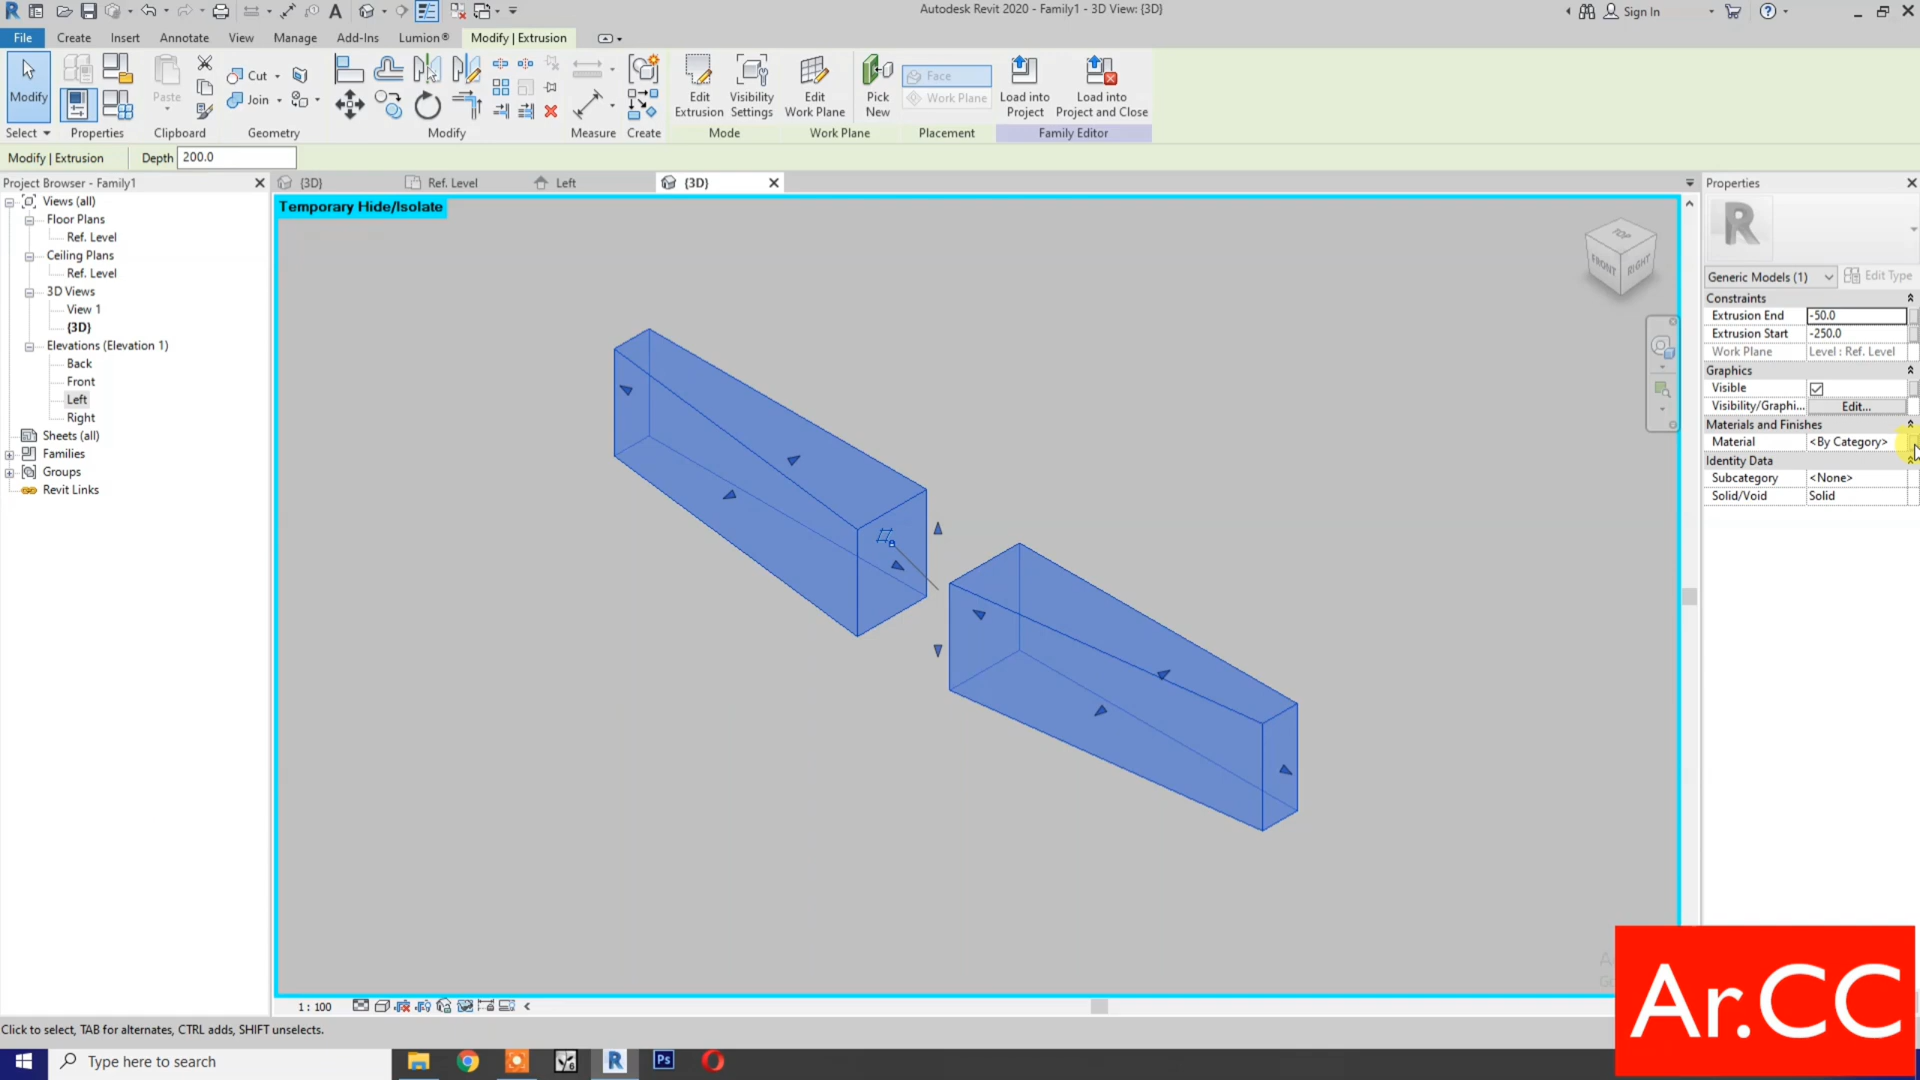 Autodesk Revit 2020 - Family1 - 3D View: {3D}
Sign In
File Create Insert Annotate View Manage Add-Ins Lumion® Modify | Extrusion
Modify
Paste
Cut
Join
Edit Extrusion
Visibility Settings
Edit Work Plane
Pick New
Face
Work Plane
Load into Project
Load into Project and Close
Select Properties Clipboard Geometry Modify Measure Create Mode Work Plane Placement Family Editor
Modify | Extrusion Depth 200.0
Project Browser - Family1
{3D} Ref. Level Left {3D}
Properties
Views (all)
Floor Plans
Ref. Level
Ceiling Plans
Ref. Level
3D Views
View 1
{3D}
Elevations (Elevation 1)
Back
Front
Left
Right
Sheets (all)
Families
Groups
Revit Links
Temporary Hide/Isolate
TOP
FRONT
RIGHT
R
Generic Models (1) Edit Type
Constraints
Extrusion End -50.0
Extrusion Start -250.0
Work Plane Level : Ref. Level
Graphics
Visible
Visibility/Graphi... Edit...
Materials and Finishes
Material <By Category>
Identity Data
Subcategory <None>
Solid/Void Solid
1 : 100
Click to select, TAB for alternates, CTRL adds, SHIFT unselects.
Type here to search
R
Ps
Ar.CC